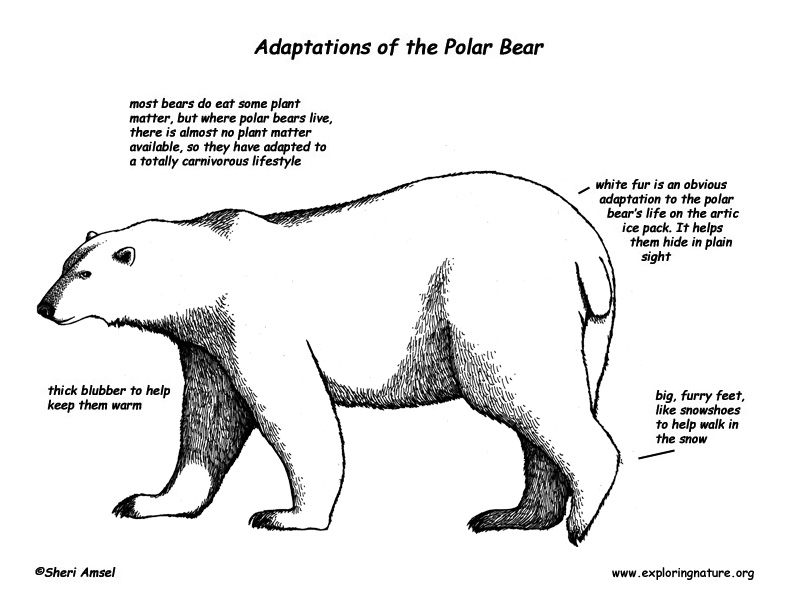 Adaptations of the Polar Bear
most bears do eat some plant
matter, but where polar bears live,
there is almost no plant matter
available, so they have adapted to
a totally carnivorous lifestyle
white fur is an obvious
adaptation to the polar
bear's life on the artic
ice pack. It helps
them hide in plain
sight
thick blubber to help
keep them warm
big, furry feet,
like snowshoes
to help walk in
the snow
©Sheri Amsel
www.exploringnature.org